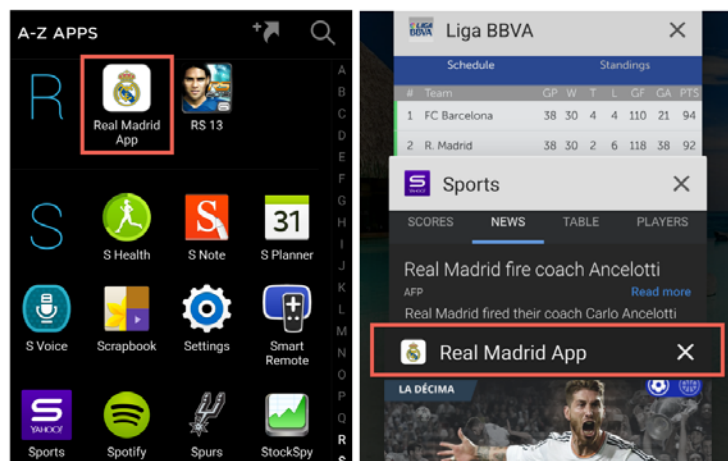 A-Z APPS
R
Real Madrid
App
RS 13
S
S Health
S
S Note
31
S Planner
S Voice
Scrapbook
Settings
Smart
Remote
S
YAHOO!
Sports
Spotify
Spurs
StockSpy
A
B
C
D
E
F
G
H
I
J
K
L
M
N
O
P
Q
R
S
LIGA
BBVA
Liga BBVA
Schedule Standings
# Team GP W T L GF GA PTS
1 FC Barcelona 38 30 4 4 110 21 94
2 R. Madrid 38 30 2 6 118 38 92
S
YAHOO!
Sports
SCORES NEWS TABLE PLAYERS
Real Madrid fire coach Ancelotti
AFP Read more
Real Madrid fired their coach Carlo Ancelotti
Real Madrid App
LA DÉCIMA